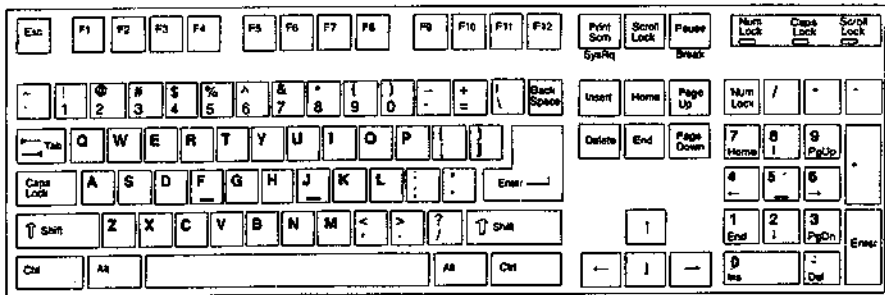 Esc F1 F2 F3 F4 F5 F6 F7 F8 F9 F10 F11 F12 Print Scrn Scroll Lock Pause Num Lock Caps Lock Scroll Lock
SysRq Break
~ ` ! 1 @ 2 # 3 $ 4 % 5 ^ 6 & 7 * 8 ( 9 ) 0 - + = \ Back Space Insert Home Page Up Num Lock / * -
Tab Q W E R T Y U I O P { [ } ] Delete End Page Down 7 Home 8 ↑ 9 PgUp +
Caps Lock A S D F G H J K L : ; Enter 4 ← 5 6 →
⇧ Shift Z X C V B N M < , > . ? / ⇧ Shift ↑ 1 End 2 ↓ 3 PgDn Enter
Ctrl Alt Alt Ctrl ← ↓ → 0 Ins . Del